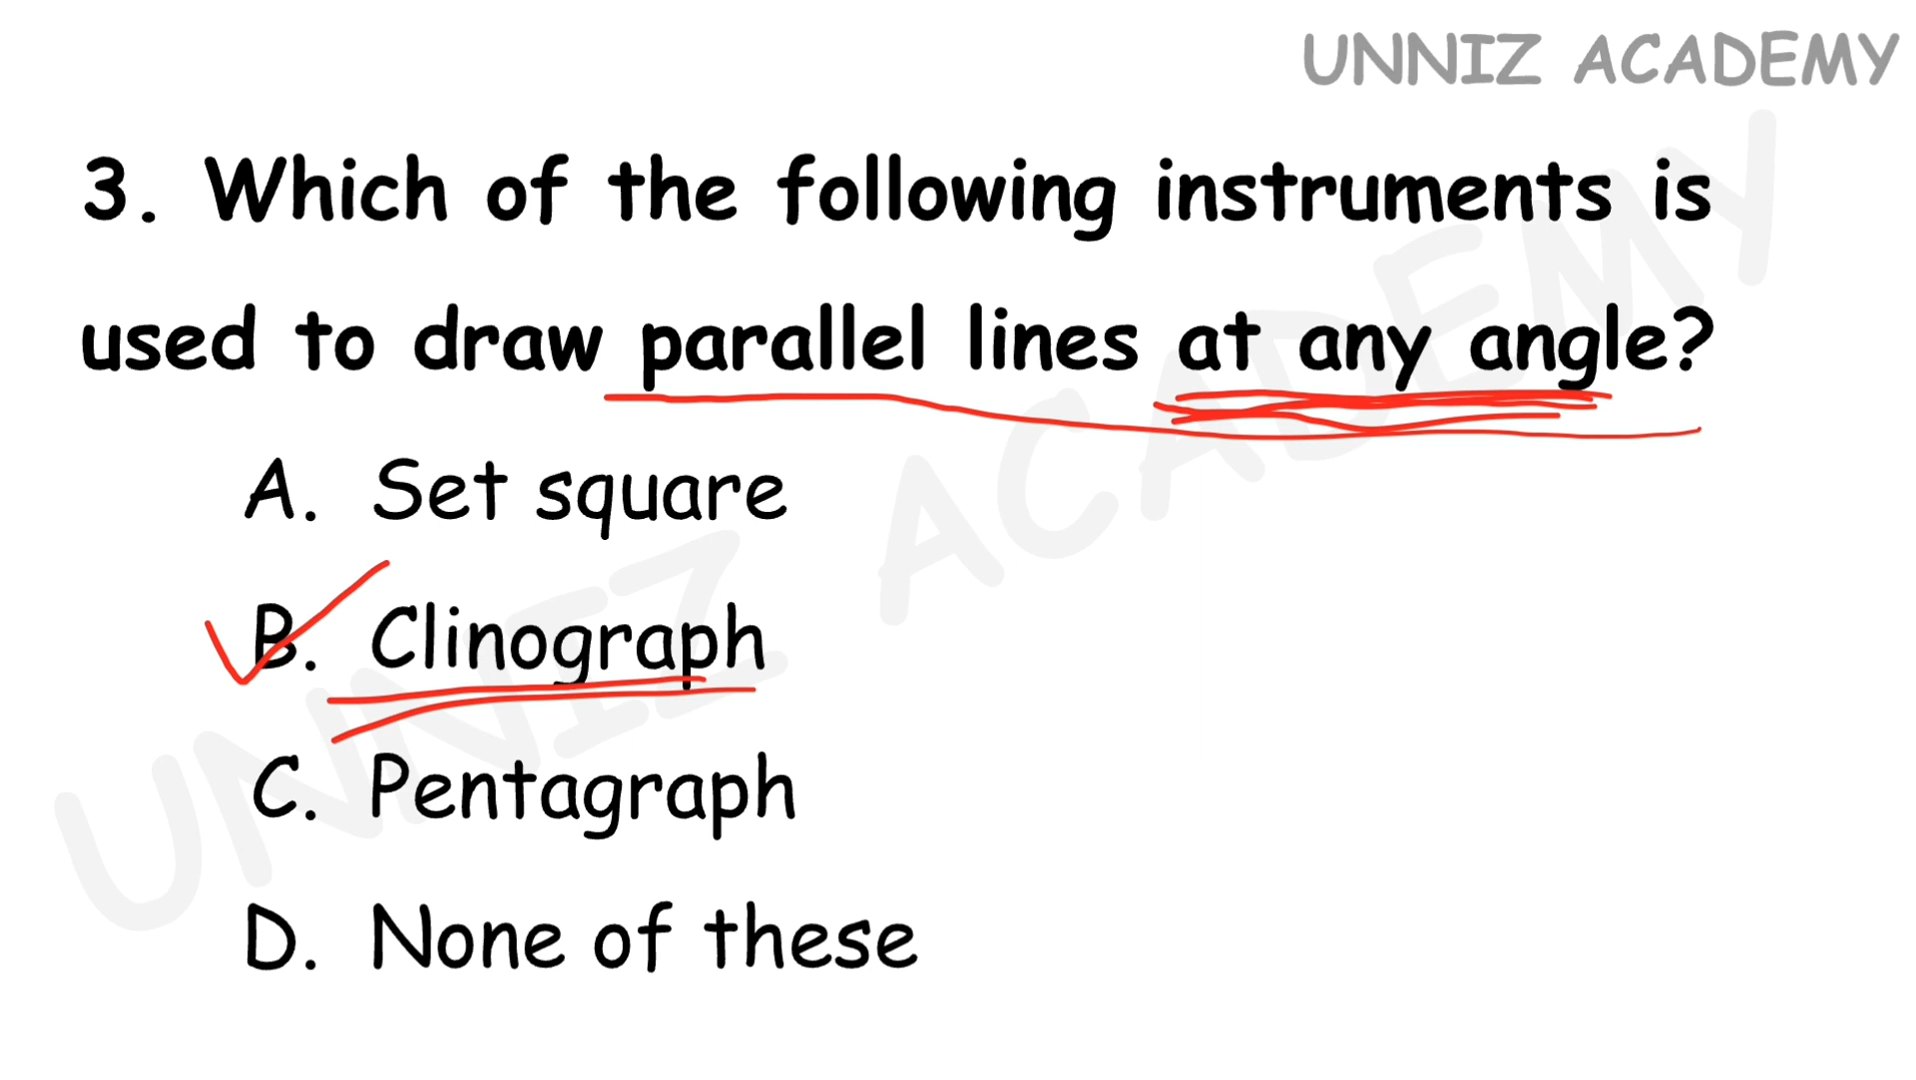 UNNIZ ACADEMY
3. Which of the following instruments is
used to draw parallel lines at any angle?
A. Set square
B. Clinograph
C. Pentagraph
D. None of these
UNNIZ ACADEMY